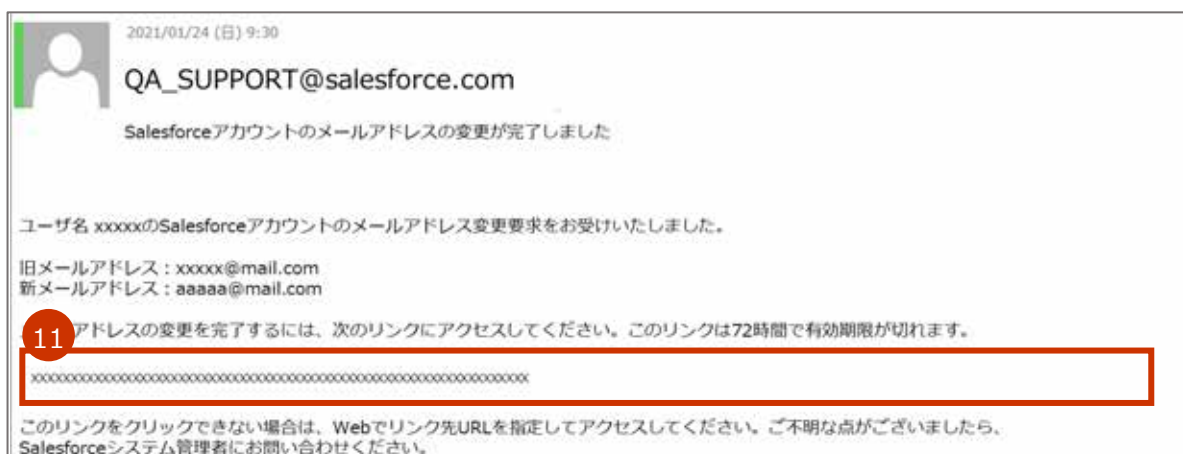 2021/01/24 (日) 9:30
QA_SUPPORT@salesforce.com
Salesforceアカウントのメールアドレスの変更が完了しました
ユーザ名 xxxxxのSalesforceアカウントのメールアドレス変更要求をお受けいたしました。
旧メールアドレス：xxxxx@mail.com
新メールアドレス：aaaaa@mail.com
11
アドレスの変更を完了するには、次のリンクにアクセスしてください。このリンクは72時間で有効期限が切れます。
このリンクをクリックできない場合は、Webでリンク先URLを指定してアクセスしてください。ご不明な点がございましたら、
Salesforceシステム管理者にお問い合わせください。